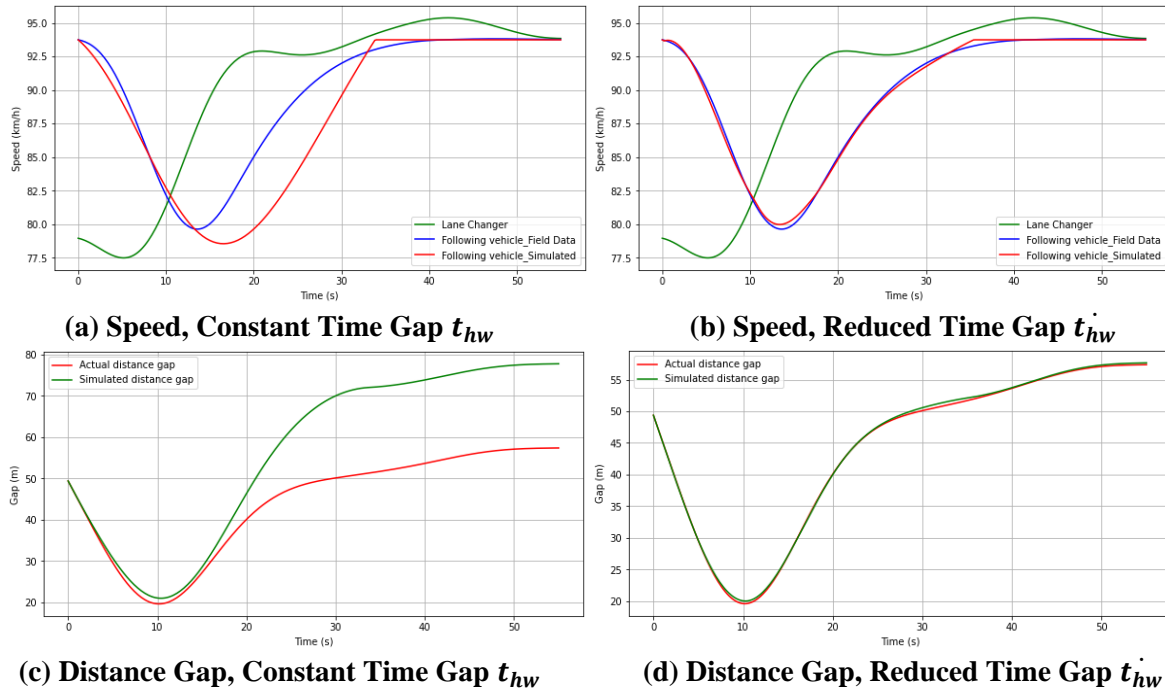 95.0
92.5
90.0
87.5
85.0
82.5
80.0
77.5
Speed (km/h)
0
10
20
30
40
50
Time (s)
Lane Changer
Following vehicle_Field Data
Following vehicle_Simulated
(a) Speed, Constant Time Gap t_hw
95.0
92.5
90.0
87.5
85.0
82.5
80.0
77.5
Speed (km/h)
0
10
20
30
40
50
Time (s)
Lane Changer
Following vehicle_Field Data
Following vehicle_Simulated
(b) Speed, Reduced Time Gap ṫ_hw
80
70
60
50
40
30
20
Gap (m)
0
10
20
30
40
50
Time (s)
Actual distance gap
Simulated distance gap
(c) Distance Gap, Constant Time Gap t_hw
55
50
45
40
35
30
25
20
Gap (m)
0
10
20
30
40
50
Time (s)
Actual distance gap
Simulated distance gap
(d) Distance Gap, Reduced Time Gap ṫ_hw